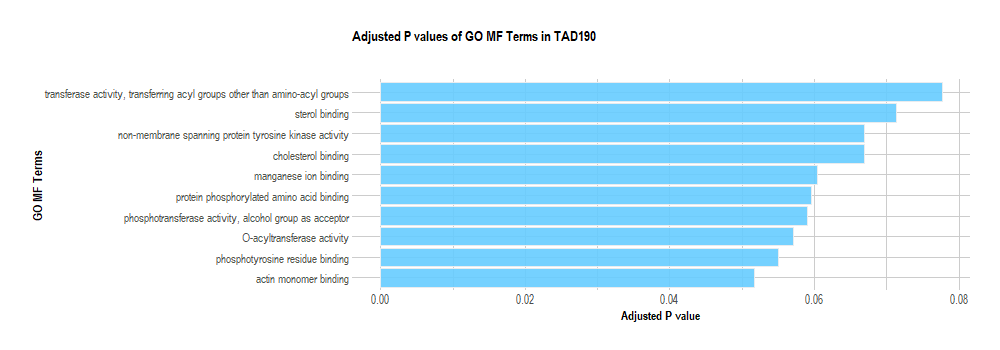 Adjusted P values of GO MF Terms in TAD190
GO MF Terms
transferase activity, transferring acyl groups other than amino-acyl groups
sterol binding
non-membrane spanning protein tyrosine kinase activity
cholesterol binding
manganese ion binding
protein phosphorylated amino acid binding
phosphotransferase activity, alcohol group as acceptor
O-acyltransferase activity
phosphotyrosine residue binding
actin monomer binding
0.00 0.02 0.04 0.06 0.08
Adjusted P value